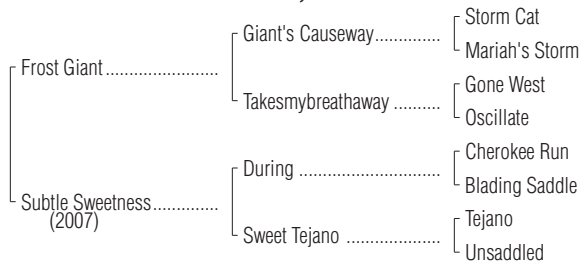 Storm Cat
Giant's Causeway..............
Mariah's Storm
Frost Giant........................
Gone West
Takesmybreathaway ..........
Oscillate
Cherokee Run
During ..............................
Blading Saddle
Subtle Sweetness..............
(2007)
Tejano
Sweet Tejano ....................
Unsaddled